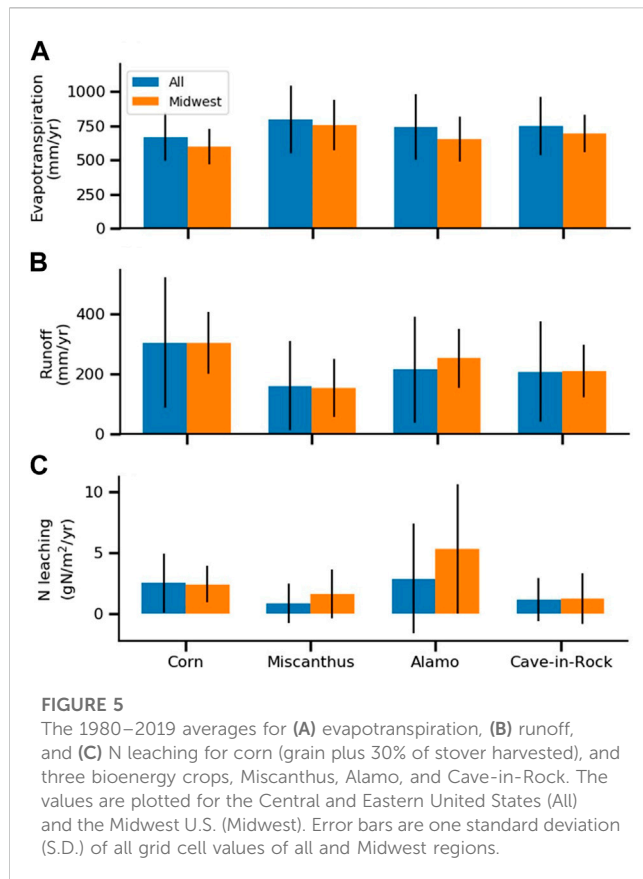 A
All
Midwest
Evapotranspiration
(mm/yr)
1000
750
500
250
0
B
Runoff
(mm/yr)
400
200
0
C
N leaching
(gN/m²/yr)
10
5
0
Corn Miscanthus Alamo Cave-in-Rock
FIGURE 5
The 1980–2019 averages for (A) evapotranspiration, (B) runoff,
and (C) N leaching for corn (grain plus 30% of stover harvested), and
three bioenergy crops, Miscanthus, Alamo, and Cave-in-Rock. The
values are plotted for the Central and Eastern United States (All)
and the Midwest U.S. (Midwest). Error bars are one standard deviation
(S.D.) of all grid cell values of all and Midwest regions.